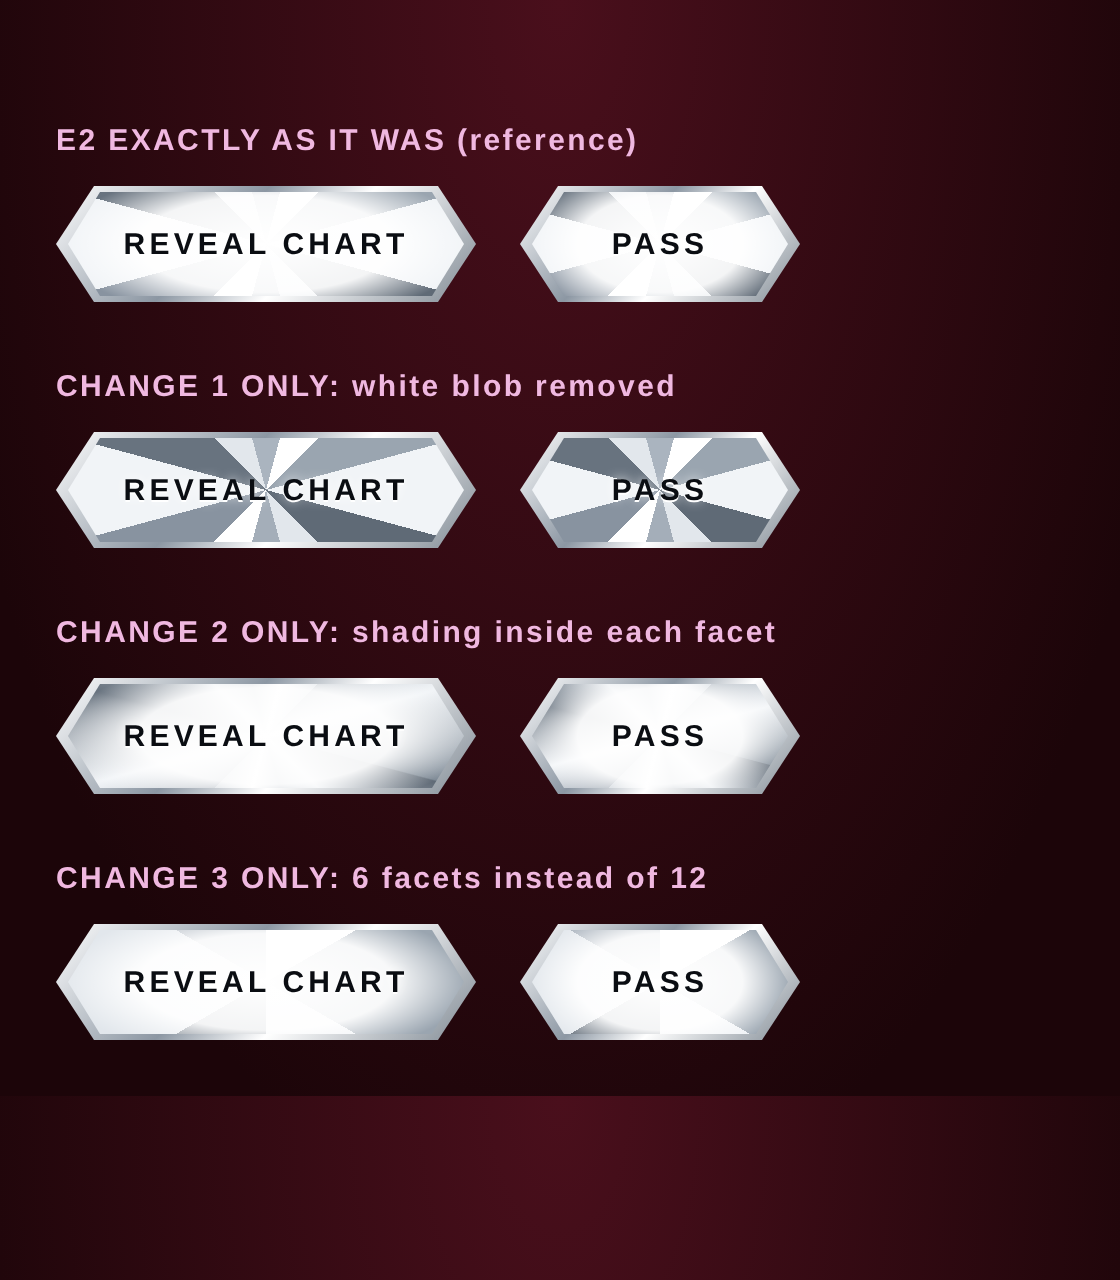 E2 EXACTLY AS IT WAS (reference)
REVEAL CHART PASS
CHANGE 1 ONLY: white blob removed
REVEAL CHART PASS
CHANGE 2 ONLY: shading inside each facet
REVEAL CHART PASS
CHANGE 3 ONLY: 6 facets instead of 12
REVEAL CHART PASS